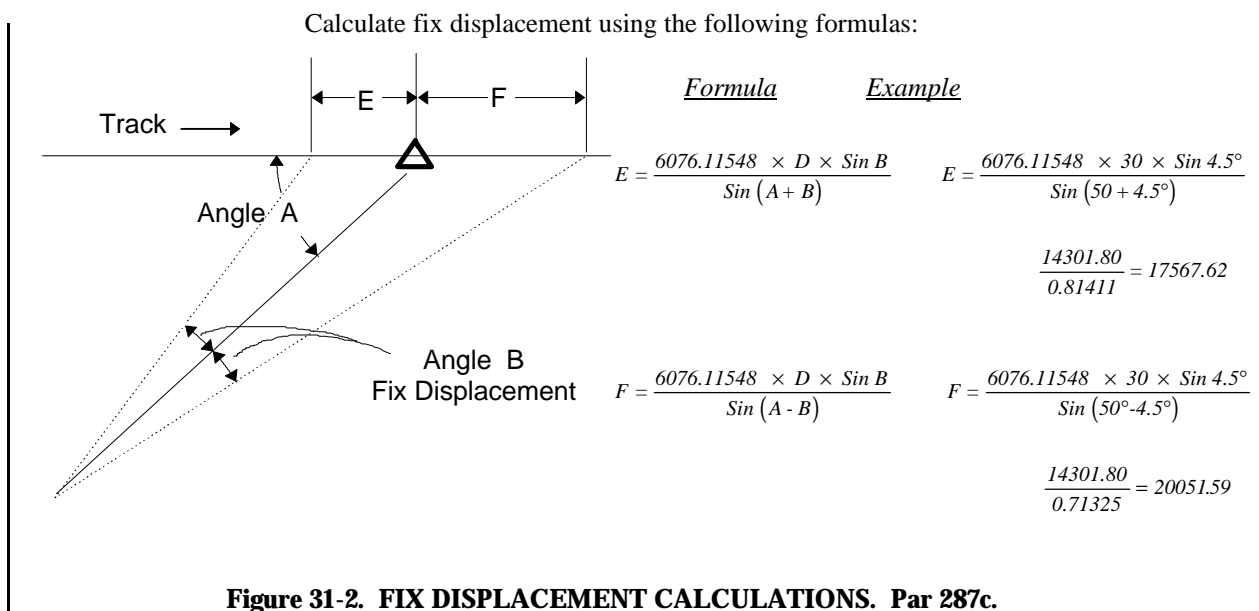 Calculate fix displacement using the following formulas:
Formula Example
E F
Track
Angle A
E = 6076.11548 × D × Sin B / Sin (A + B)
E = 6076.11548 × 30 × Sin 4.5° / Sin (50 + 4.5°)
14301.80 / 0.81411 = 17567.62
Angle B
Fix Displacement
F = 6076.11548 × D × Sin B / Sin (A - B)
F = 6076.11548 × 30 × Sin 4.5° / Sin (50°-4.5°)
14301.80 / 0.71325 = 20051.59
Figure 31-2. FIX DISPLACEMENT CALCULATIONS. Par 287c.